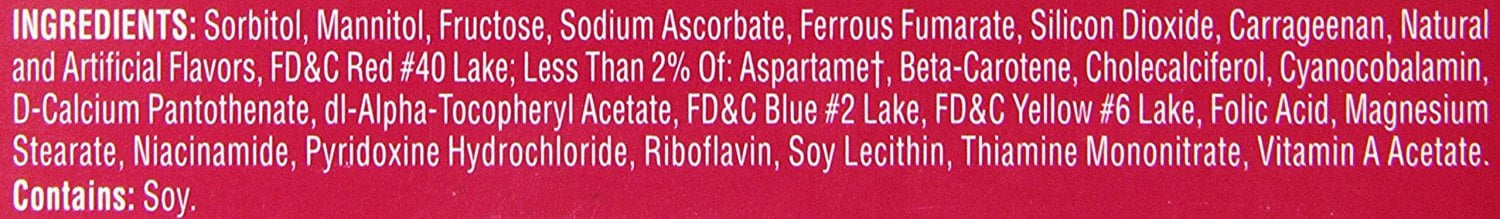 INGREDIENTS: Sorbitol, Mannitol, Fructose, Sodium Ascorbate, Ferrous Fumarate, Silicon Dioxide, Carrageenan, Natural
and Artificial Flavors, FD&C Red #40 Lake; Less Than 2% Of: Aspartame†, Beta-Carotene, Cholecalciferol, Cyanocobalamin,
D-Calcium Pantothenate, dl-Alpha-Tocopheryl Acetate, FD&C Blue #2 Lake, FD&C Yellow #6 Lake, Folic Acid, Magnesium
Stearate, Niacinamide, Pyridoxine Hydrochloride, Riboflavin, Soy Lecithin, Thiamine Mononitrate, Vitamin A Acetate.
Contains: Soy.